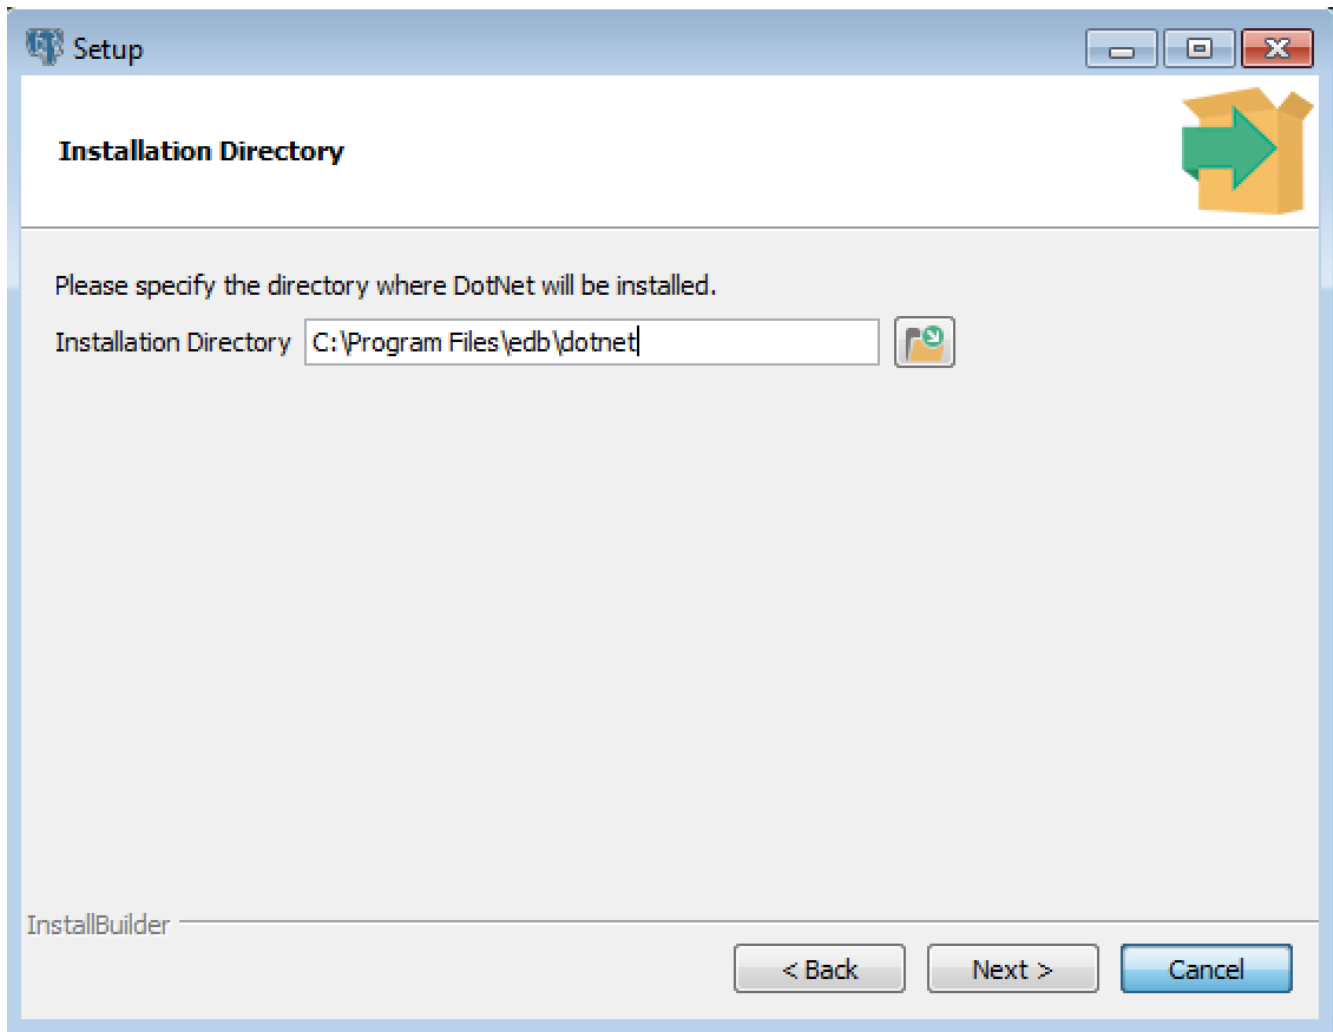 Setup
Installation Directory
Please specify the directory where DotNet will be installed.
Installation Directory C:\Program Files\edb\dotnet
InstallBuilder
< Back Next > Cancel